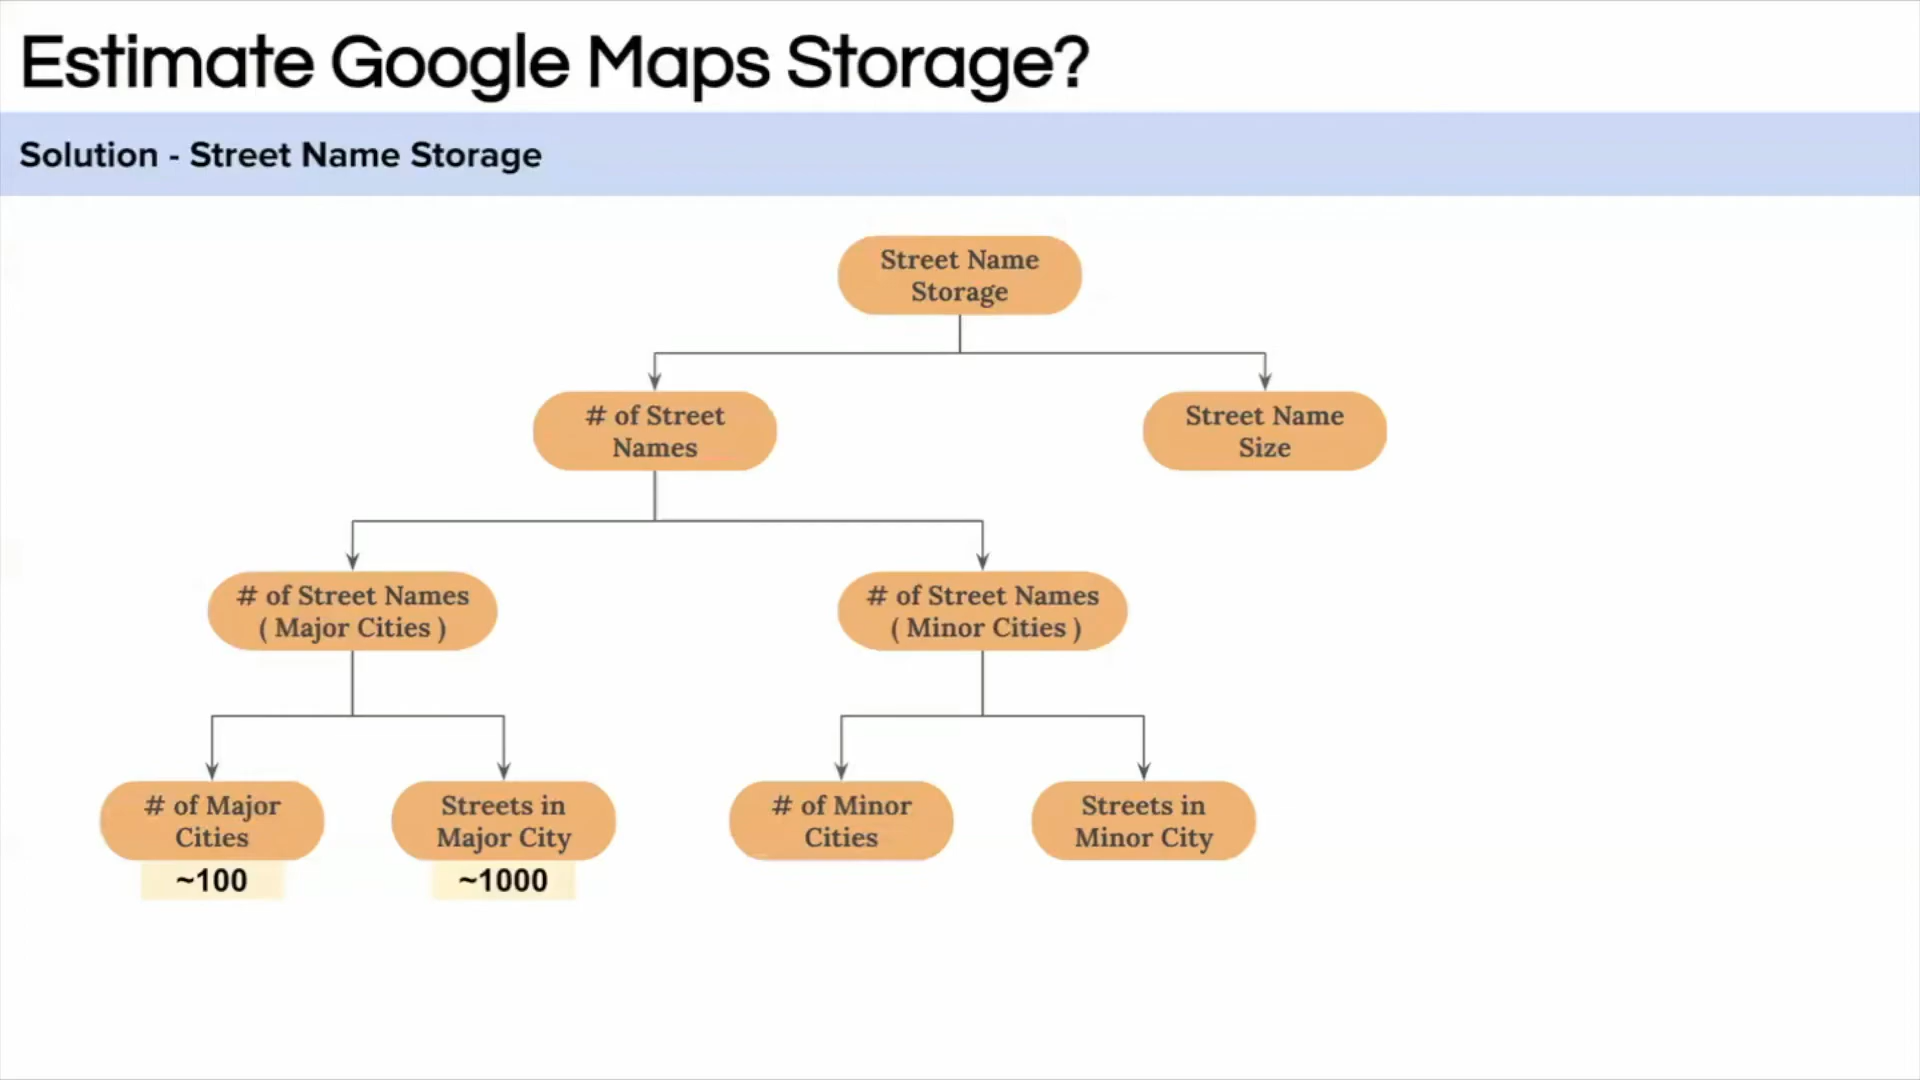 Estimate Google Maps Storage?
Solution - Street Name Storage
Street Name
Storage
# of Street
Names
Street Name
Size
# of Street Names
( Major Cities )
# of Street Names
( Minor Cities )
# of Major
Cities
~100
Streets in
Major City
~1000
# of Minor
Cities
Streets in
Minor City